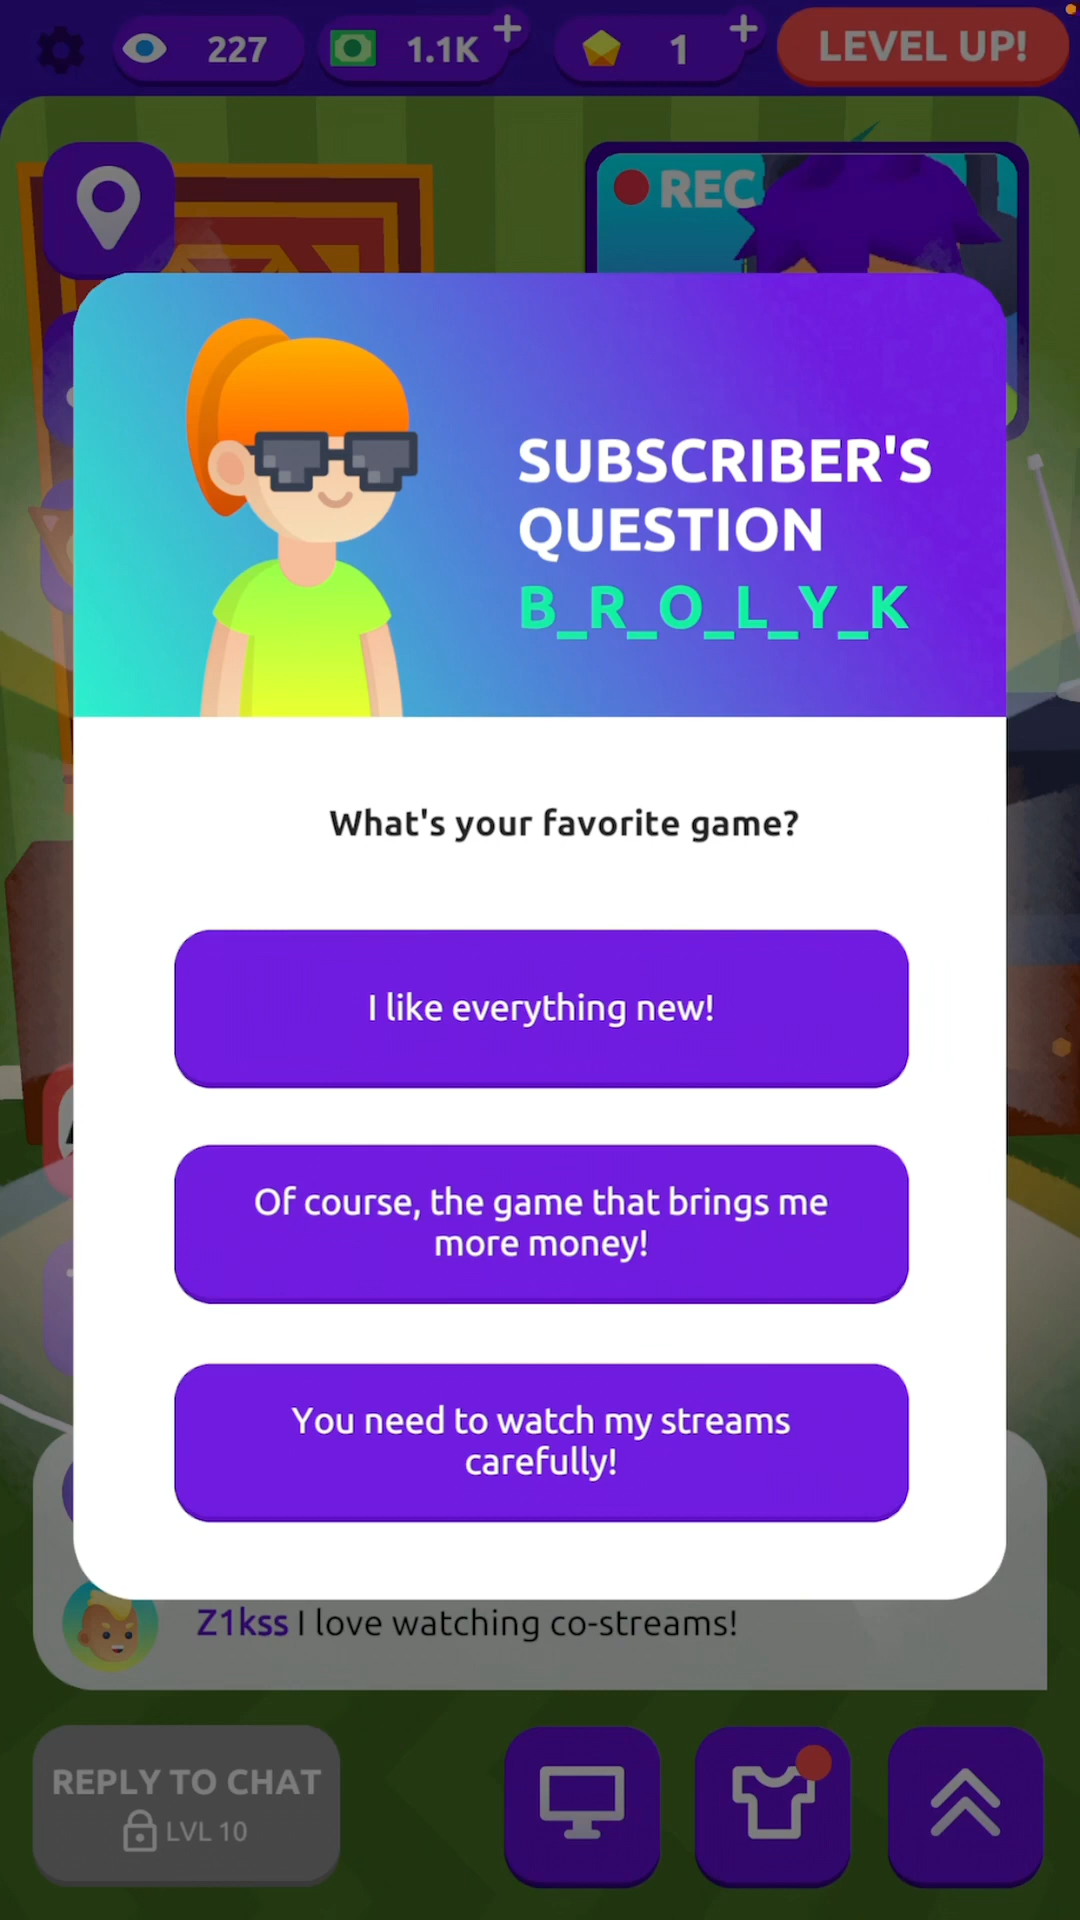 227
1.1K
1
LEVEL UP!
REC
SUBSCRIBER'S
QUESTION
B_R_O_L_Y_K
What's your favorite game?
I like everything new!
Of course, the game that brings me
more money!
You need to watch my streams
carefully!
Z1kss I love watching co-streams!
REPLY TO CHAT
LVL 10